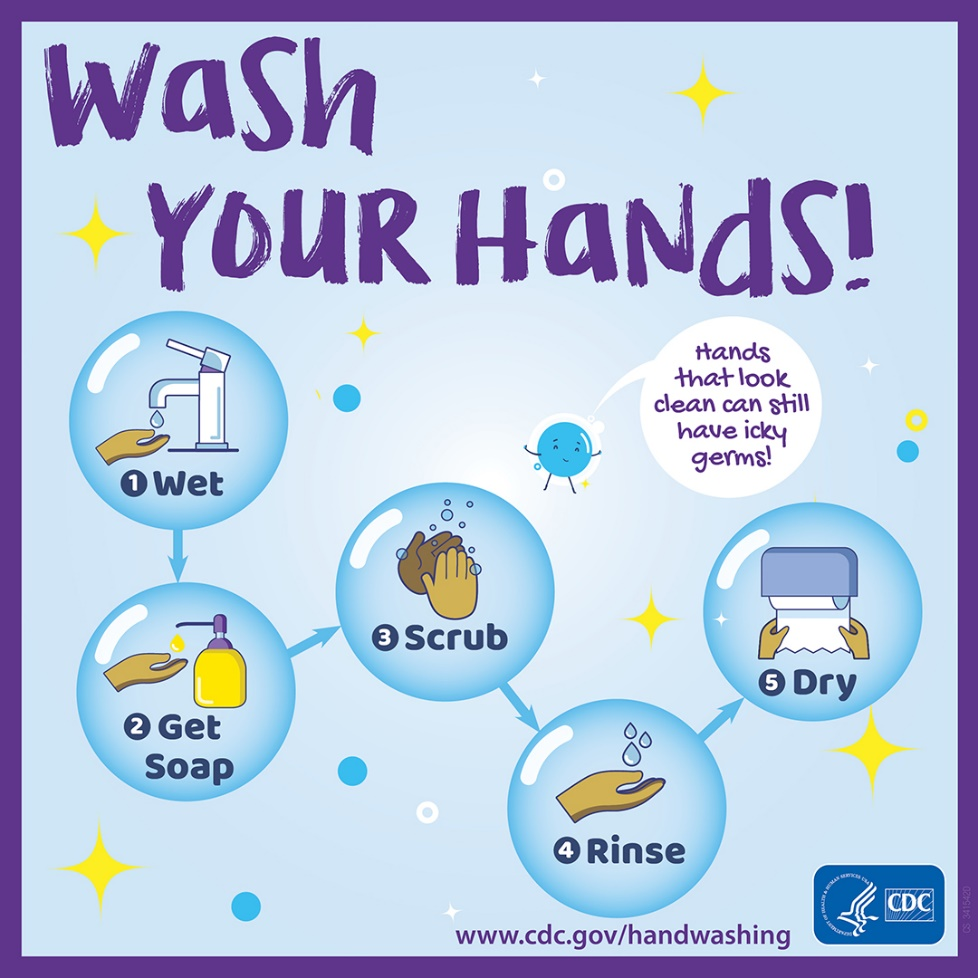 Wash
YOUR HaNdS!
Hands
that look
clean can still
have icky
germs!
1 Wet
2 Get
Soap
3 Scrub
4 Rinse
5 Dry
www.cdc.gov/handwashing
CDC